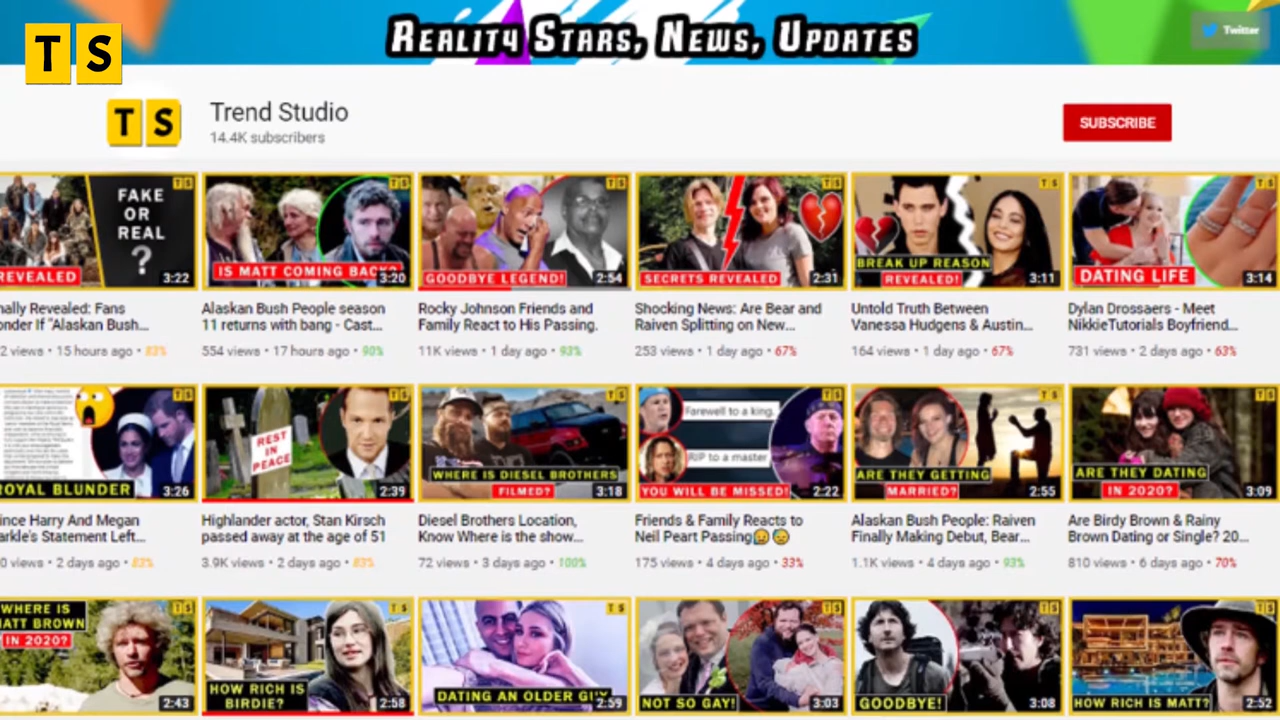 REALITY STARS, NEWS, UPDATES
Twitter
T S
T S
Trend Studio
14.4K subscribers
SUBSCRIBE
FAKE
OR
REAL
?
REVEALED
3:22
IS MATT COMING BACK?
3:20
GOODBYE LEGEND!
2:54
SECRETS REVEALED
2:31
BREAK UP REASON
REVEALED!
3:11
DATING LIFE
3:14
nally Revealed: Fans
onder If "Alaskan Bush...
2 views • 15 hours ago • 83%
Alaskan Bush People season
11 returns with bang - Cast...
554 views • 17 hours ago • 90%
Rocky Johnson Friends and
Family React to His Passing.
11K views • 1 day ago • 93%
Shocking News: Are Bear and
Raiven Splitting on New...
253 views • 1 day ago • 67%
Untold Truth Between
Vanessa Hudgens & Austin...
164 views • 1 day ago • 67%
Dylan Drossaers - Meet
NikkieTutorials Boyfriend...
731 views • 2 days ago • 63%
ROYAL BLUNDER
3:26
REST
IN
PEACE
2:39
WHERE IS DIESEL BROTHERS
FILMED?
3:18
Farewell to a king.
RIP to a master
YOU WILL BE MISSED!
2:22
ARE THEY GETTING
MARRIED?
2:55
ARE THEY DATING
IN 2020?
3:09
ince Harry And Megan
arkle's Statement Left...
0 views • 2 days ago • 83%
Highlander actor, Stan Kirsch
passed away at the age of 51
3.9K views • 2 days ago • 83%
Diesel Brothers Location,
Know Where is the show...
72 views • 3 days ago • 100%
Friends & Family Reacts to
Neil Peart Passing
175 views • 4 days ago • 33%
Alaskan Bush People: Raiven
Finally Making Debut, Bear...
1.1K views • 4 days ago • 93%
Are Birdy Brown & Rainy
Brown Dating or Single? 20...
810 views • 6 days ago • 70%
WHERE IS
MATT BROWN
IN 2020?
2:43
HOW RICH IS
BIRDIE?
2:58
DATING AN OLDER GUY
2:59
NOT SO GAY!
3:03
GOODBYE!
3:08
HOW RICH IS MATT?
2:52